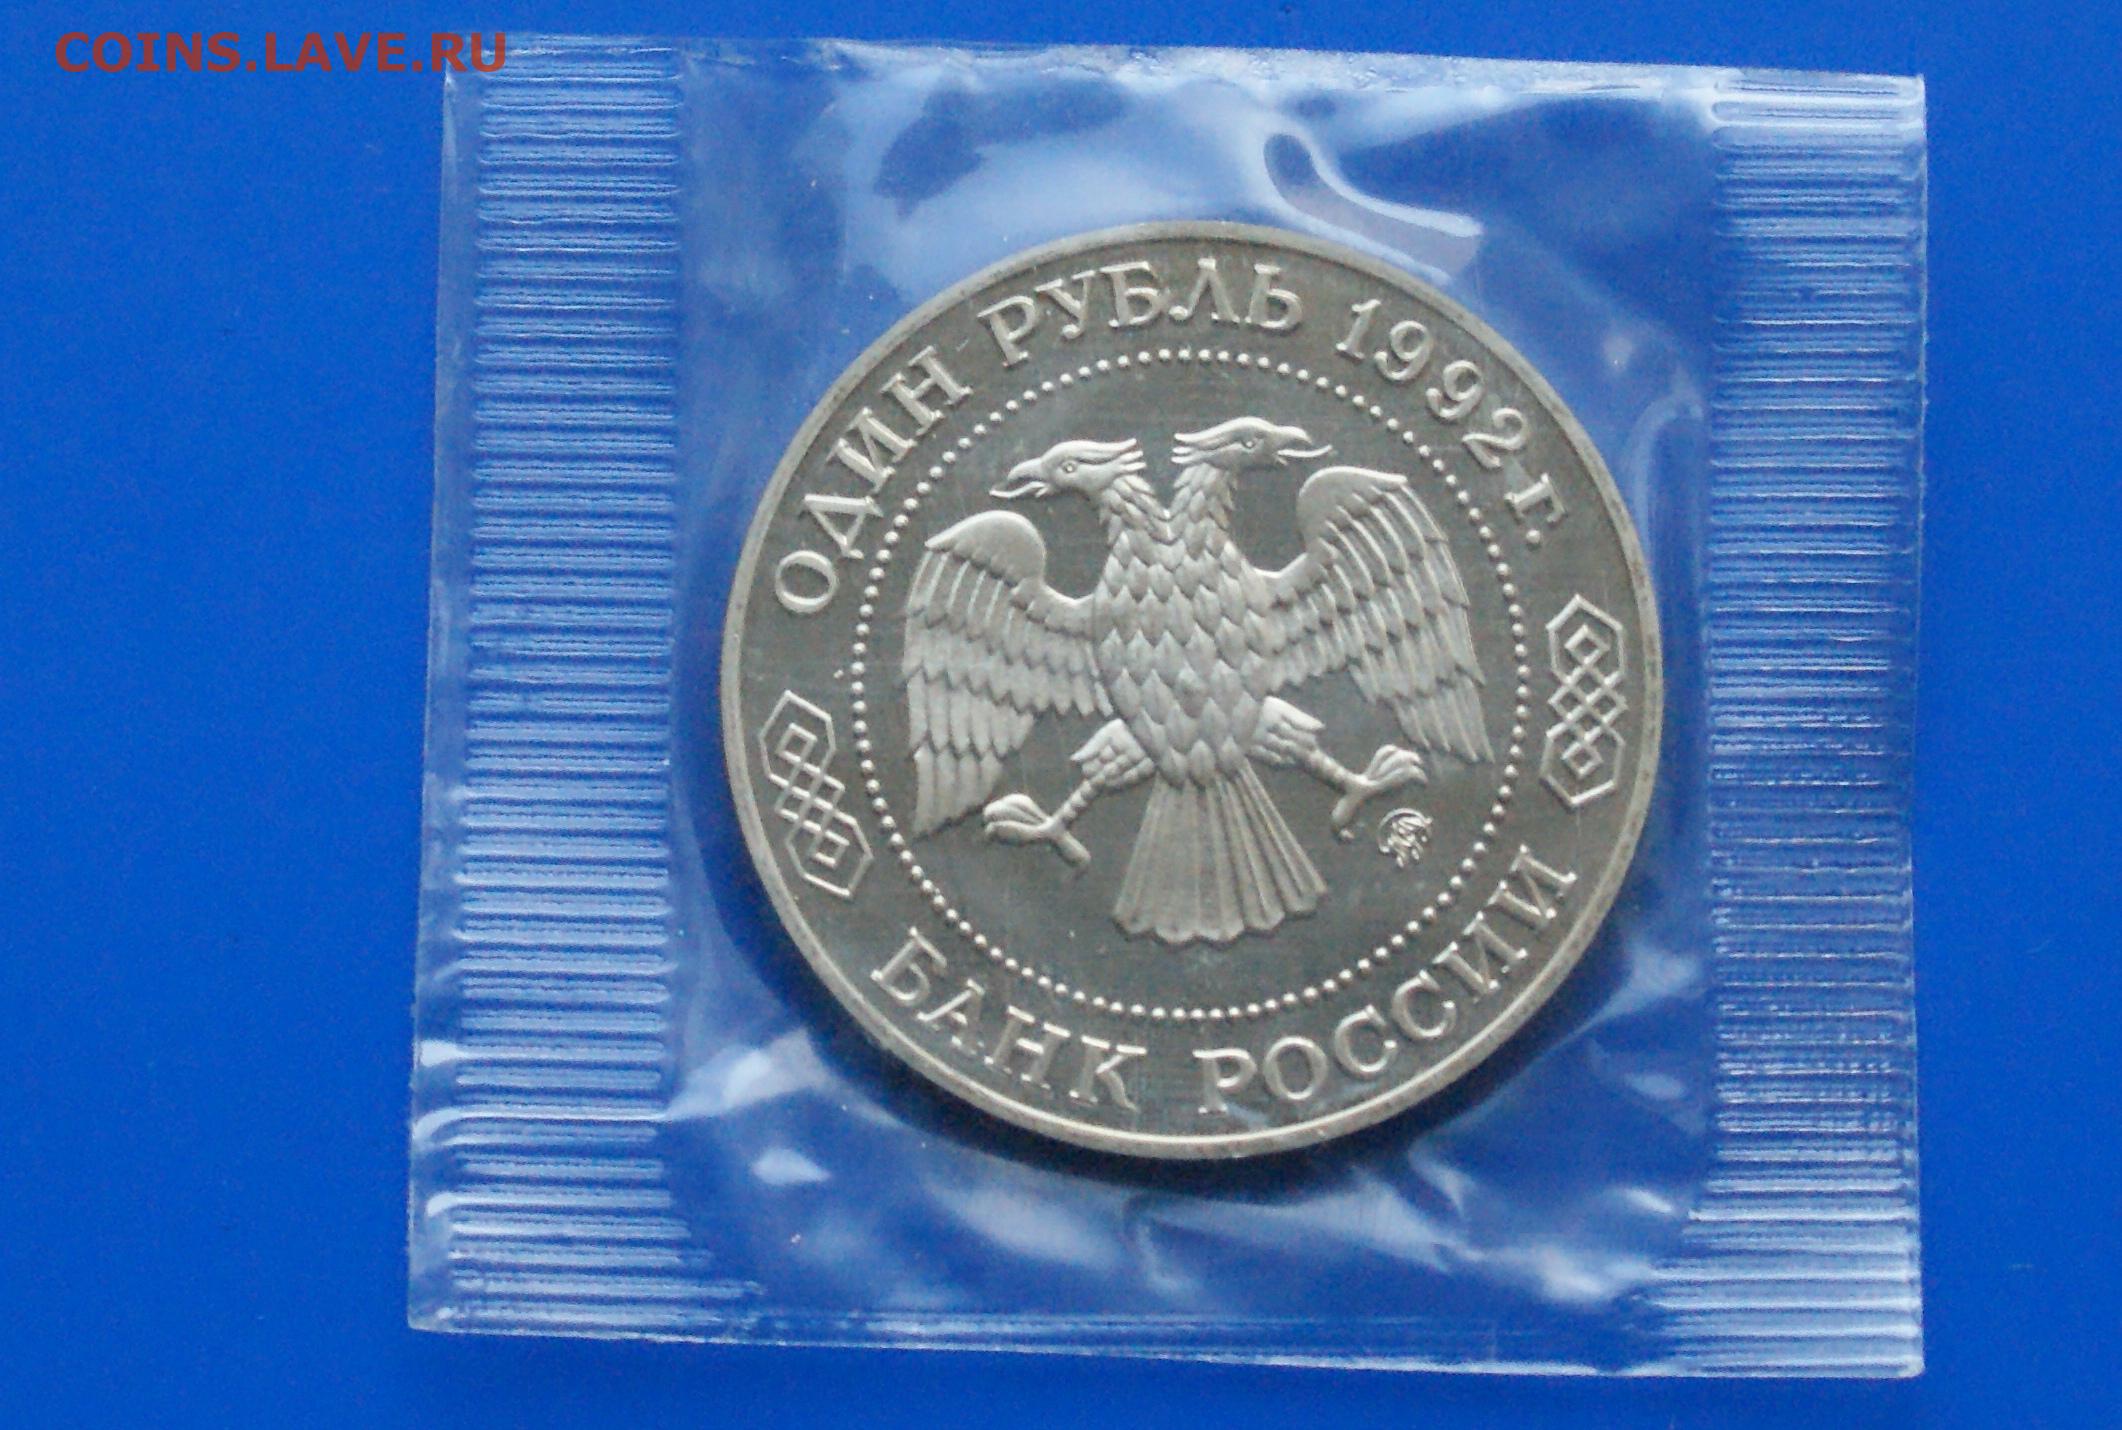 COINS.LAVE.RU
ОДИН РУБЛЬ 1992 г.
БАНК РОССИИ